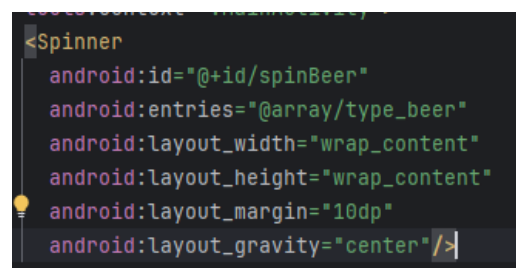 <Spinner
android:id="@+id/spinBeer"
android:entries="@array/type_beer"
android:layout_width="wrap_content"
android:layout_height="wrap_content"
android:layout_margin="10dp"
android:layout_gravity="center"/>